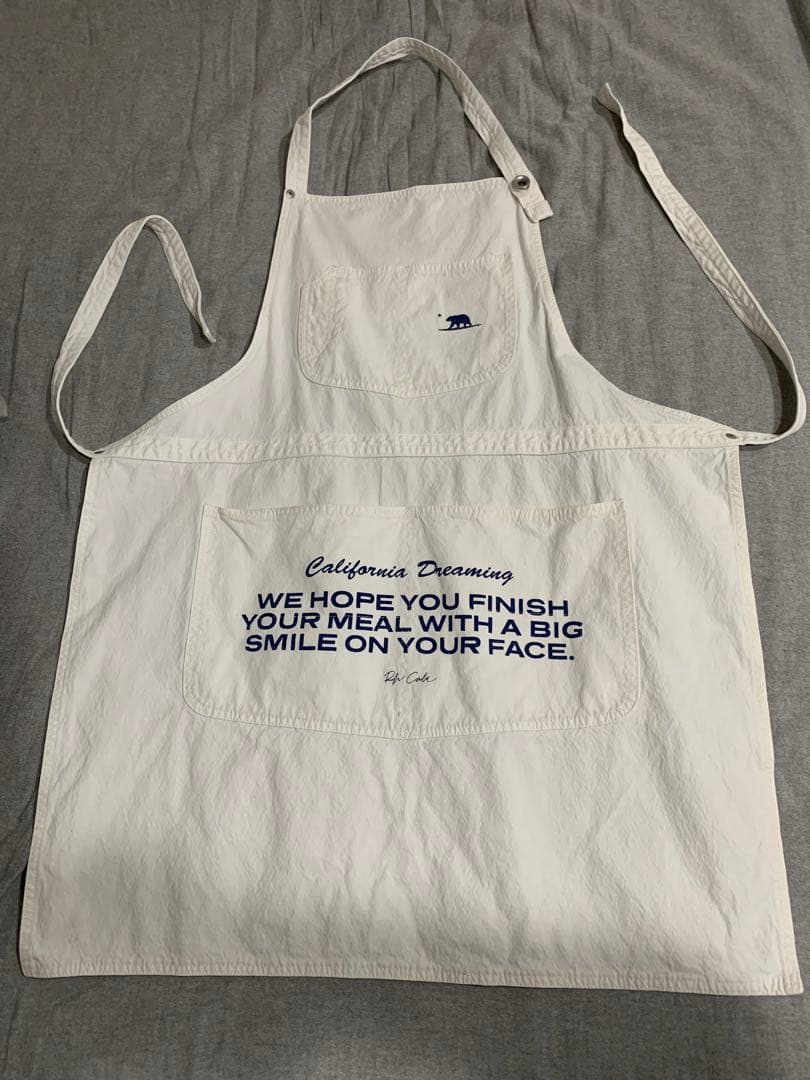 California Dreaming
WE HOPE YOU FINISH
YOUR MEAL WITH A BIG
SMILE ON YOUR FACE.